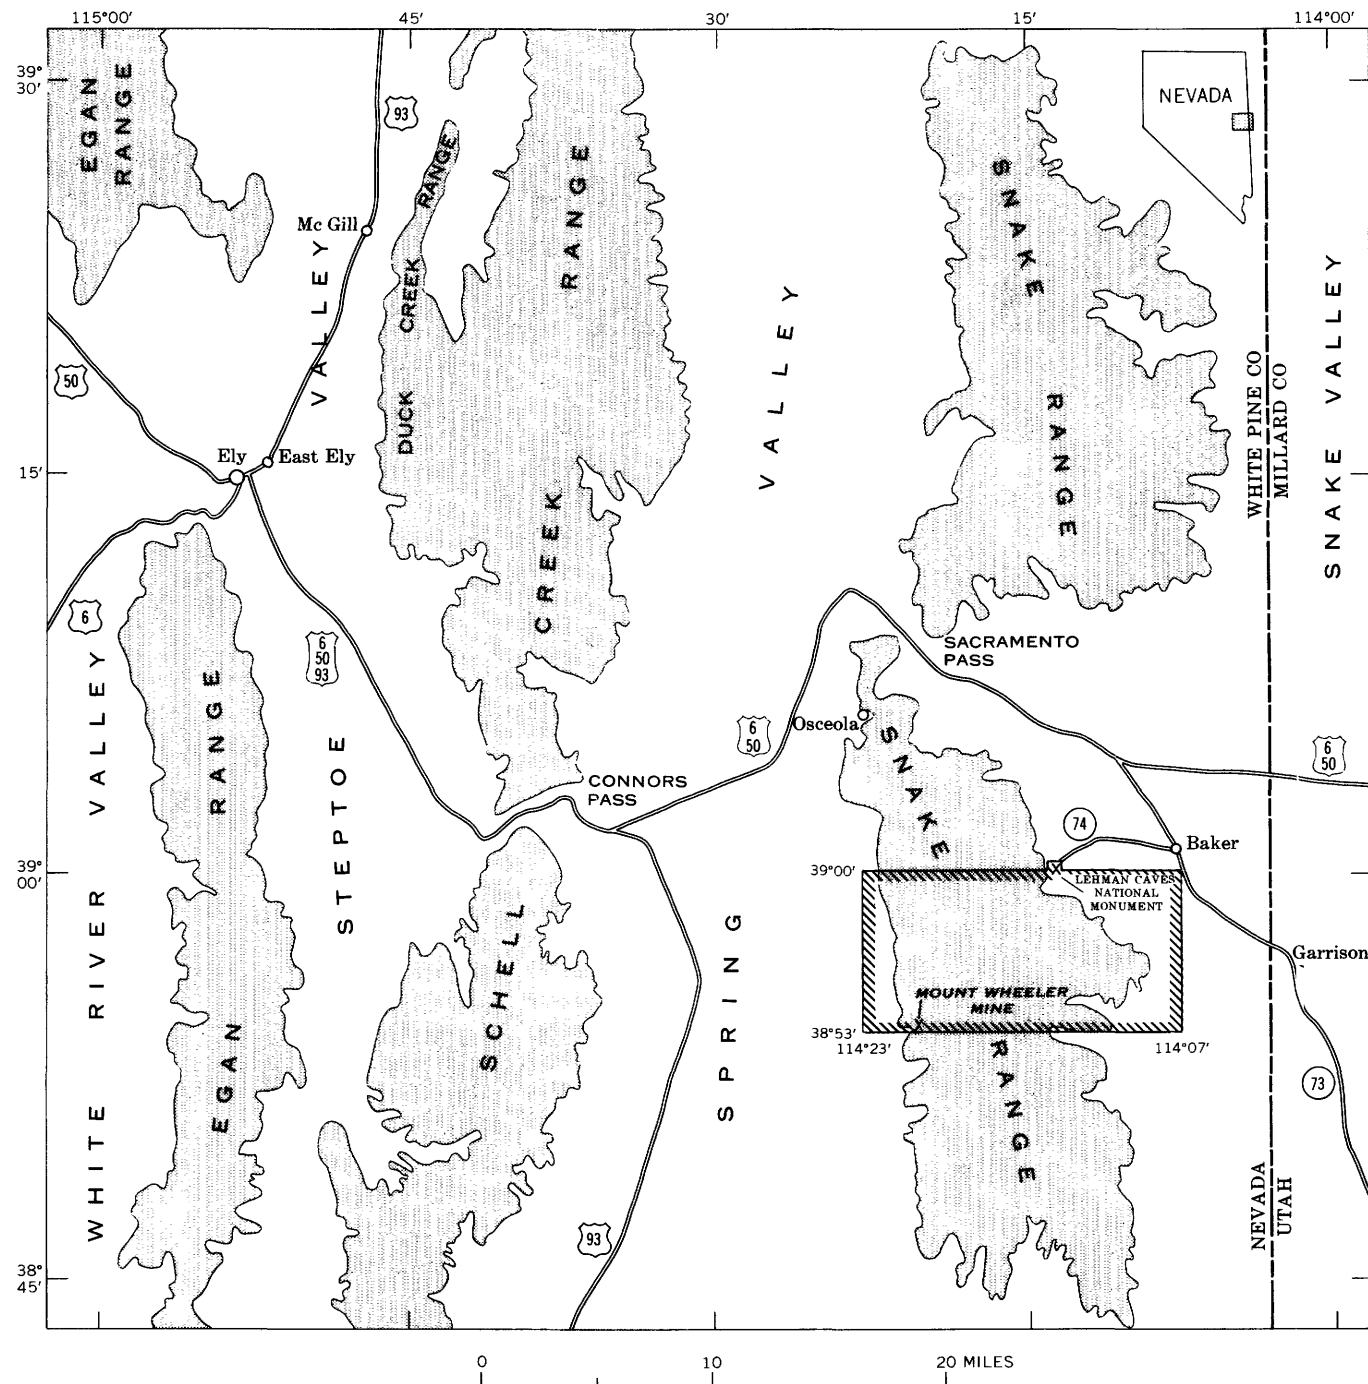 115°00'
45'
30'
15'
114°00'
39°
30'
EGAN
RANGE
93
NEVADA
DUCK CREEK RANGE
SNAKE RANGE
Mc Gill
SNAKE VALLEY
50
WHITE PINE CO
MILLARD CO
Ely
East Ely
15'
6
6
50
93
SCHELL CREEK RANGE
SACRAMENTO
PASS
WHITE RIVER VALLEY
EGAN RANGE
STEPTOE VALLEY
SPRING VALLEY
6
50
Osceola
SNAKE RANGE
6
50
CONNORS
PASS
74
Baker
39°
00'
39°00'
LEHMAN CAVES
NATIONAL
MONUMENT
Garrison
MOUNT WHEELER
MINE
38°53'
114°23'
114°07'
73
NEVADA
UTAH
93
38°
45'
0
10
20 MILES